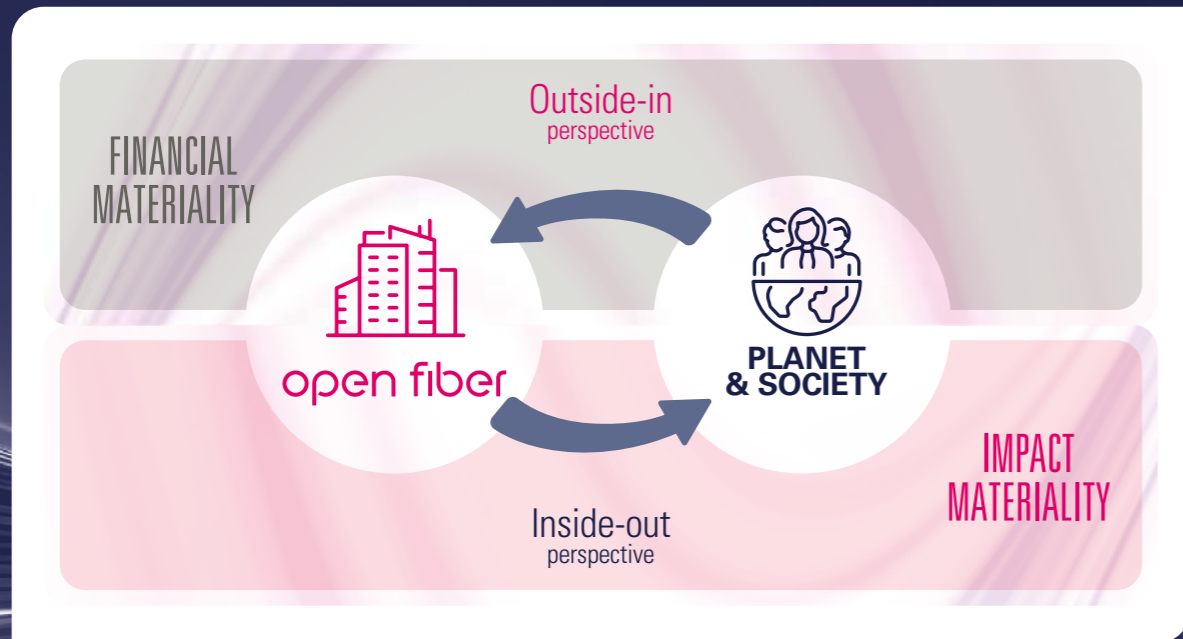 Outside-in
perspective
FINANCIAL
MATERIALITY
open fiber
PLANET
& SOCIETY
IMPACT
MATERIALITY
Inside-out
perspective